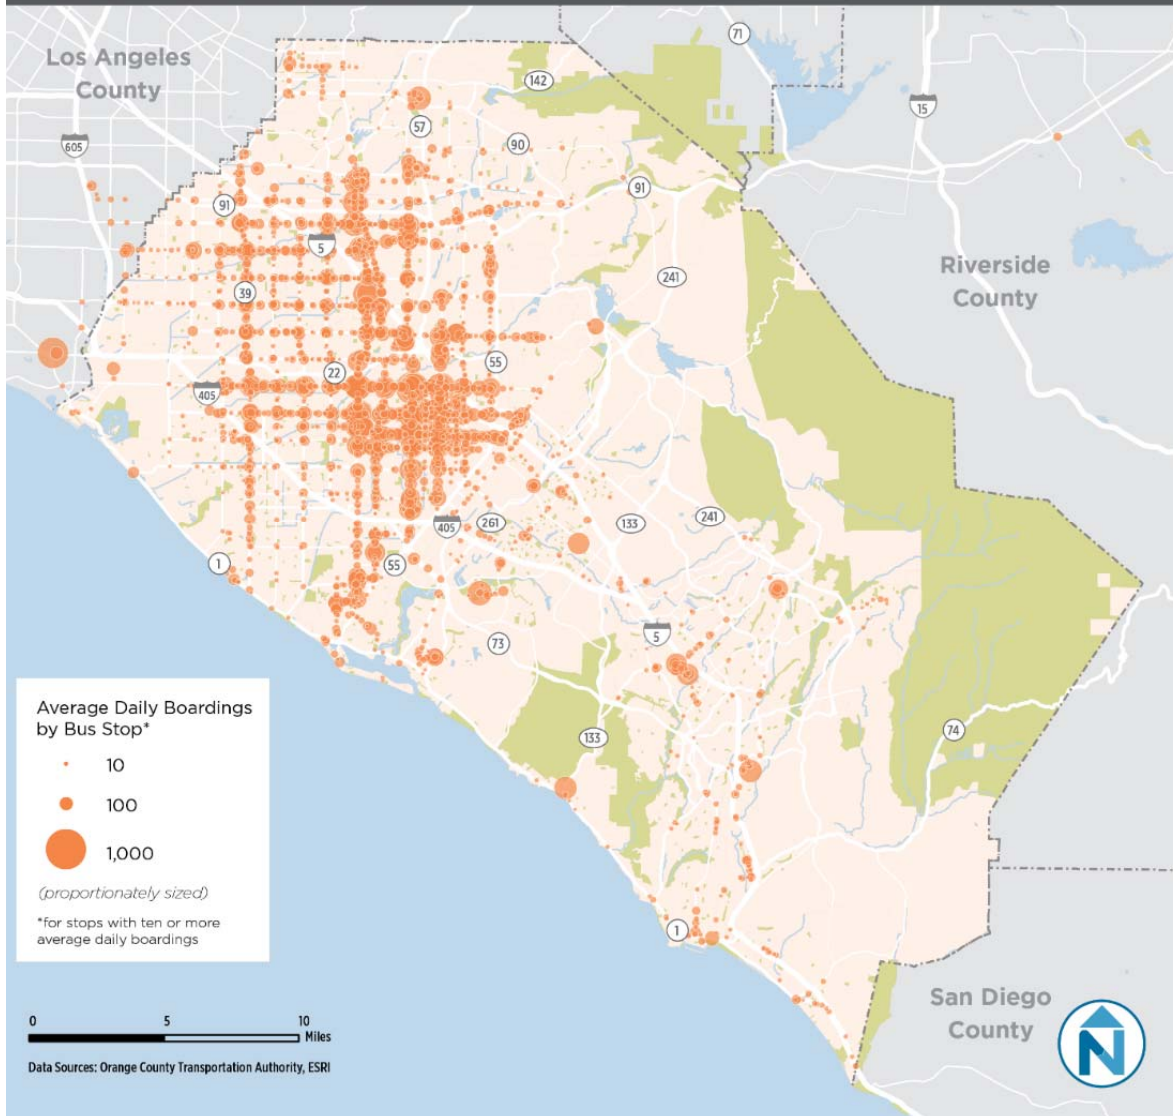 Los Angeles
County
71
142
15
57
605
90
91
91
5
241
Riverside
County
39
22
55
405
405
261
133
241
1
55
5
73
Average Daily Boardings
by Bus Stop*
10
100
1,000
(proportionately sized)
*for stops with ten or more
average daily boardings
133
74
1
San Diego
County
0 5 10
Miles
Data Sources: Orange County Transportation Authority, ESRI
N